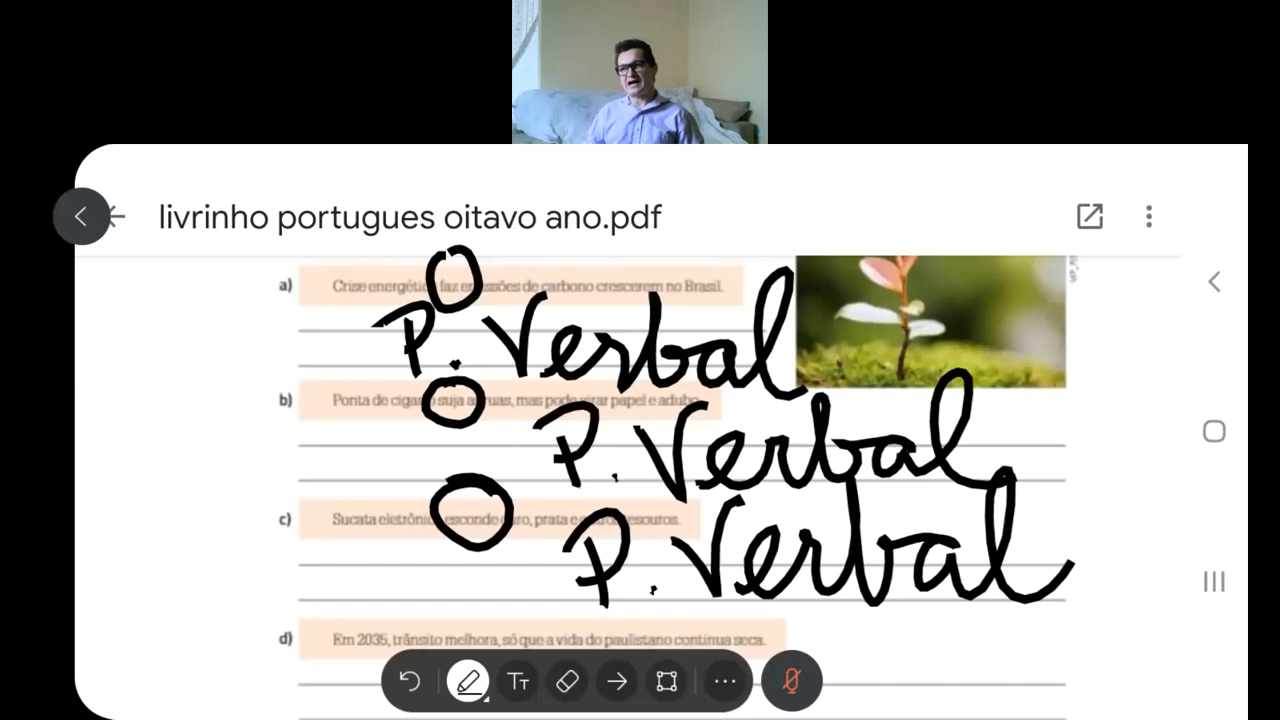 livrinho portugues oitavo ano.pdf
a) Crise energética faz emissões de carbono crescerem no Brasil.
P. Verbal
b) Ponta de cigarro suja as ruas, mas pode virar papel e adubo.
P. Verbal
c) Sucata eletrônica esconde ouro, prata e outros tesouros.
P. Verbal
d) Em 2035, trânsito melhora, só que a vida do paulistano continua seca.
TT